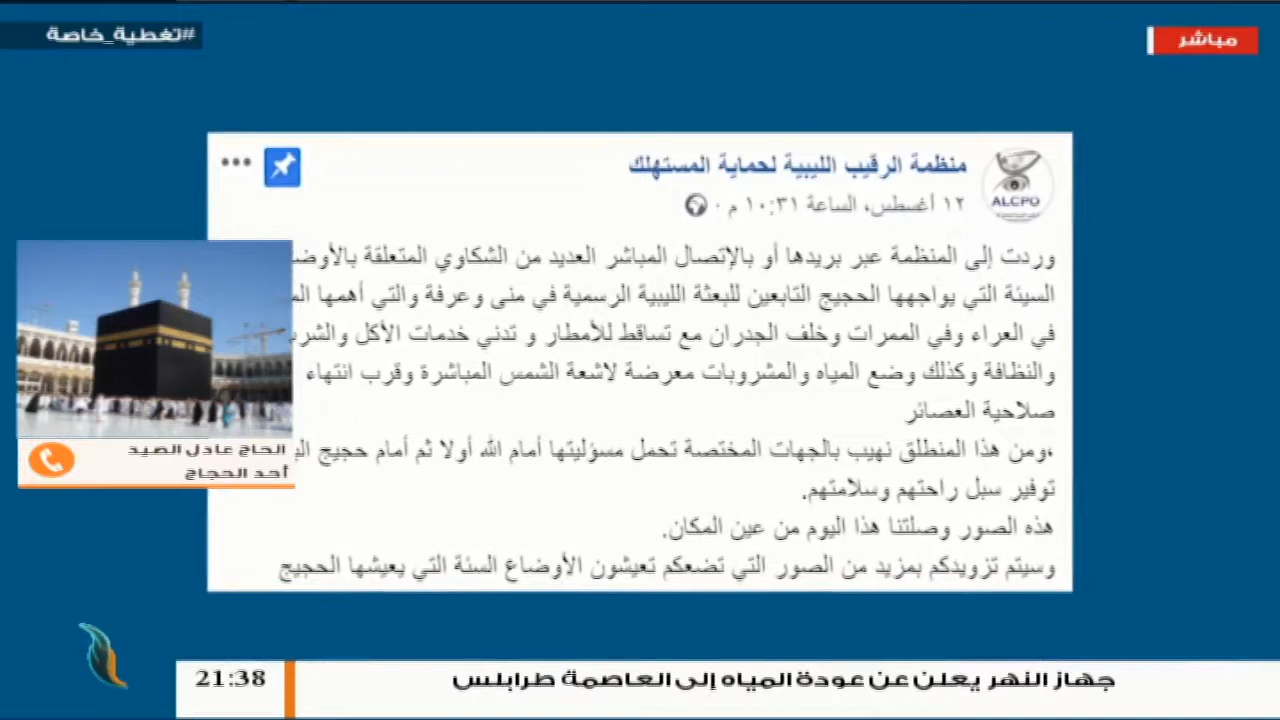 #تغطية_خاصة
مباشر
منظمة الرقيب الليبية لحماية المستهلك
١٢ أغسطس، الساعة ١٠:٣١ م ·
ALCPO
وردت إلى المنظمة عبر بريدها أو بالإتصال المباشر العديد من الشكاوي المتعلقة
السيئة التي يواجهها الحجيج التابعين للبعثة الليبية الرسمية في منى وعرفة والتي أهمها
في العراء وفي الممرات وخلف الجدران مع تساقط للأمطار و تدني خدمات الأكل
والنظافة وكذلك وضع المياه والمشروبات معرضة لاشعة الشمس المباشرة وقرب انتهاء
صلاحية العصائر
،ومن هذا المنطلق نهيب بالجهات المختصة تحمل مسؤليتها أمام الله أولا ثم أمام حجيج
توفير سبل راحتهم وسلامتهم.
هذه الصور وصلتنا هذا اليوم من عين المكان.
وسيتم تزويدكم بمزيد من الصور التي تضعكم تعيشون الأوضاع السئة التي يعيشها الحجيج
الحاج عادل الصيد
أحد الحجاج
جهاز النهر يعلن عن عودة المياه إلى العاصمة طرابلس
21:38